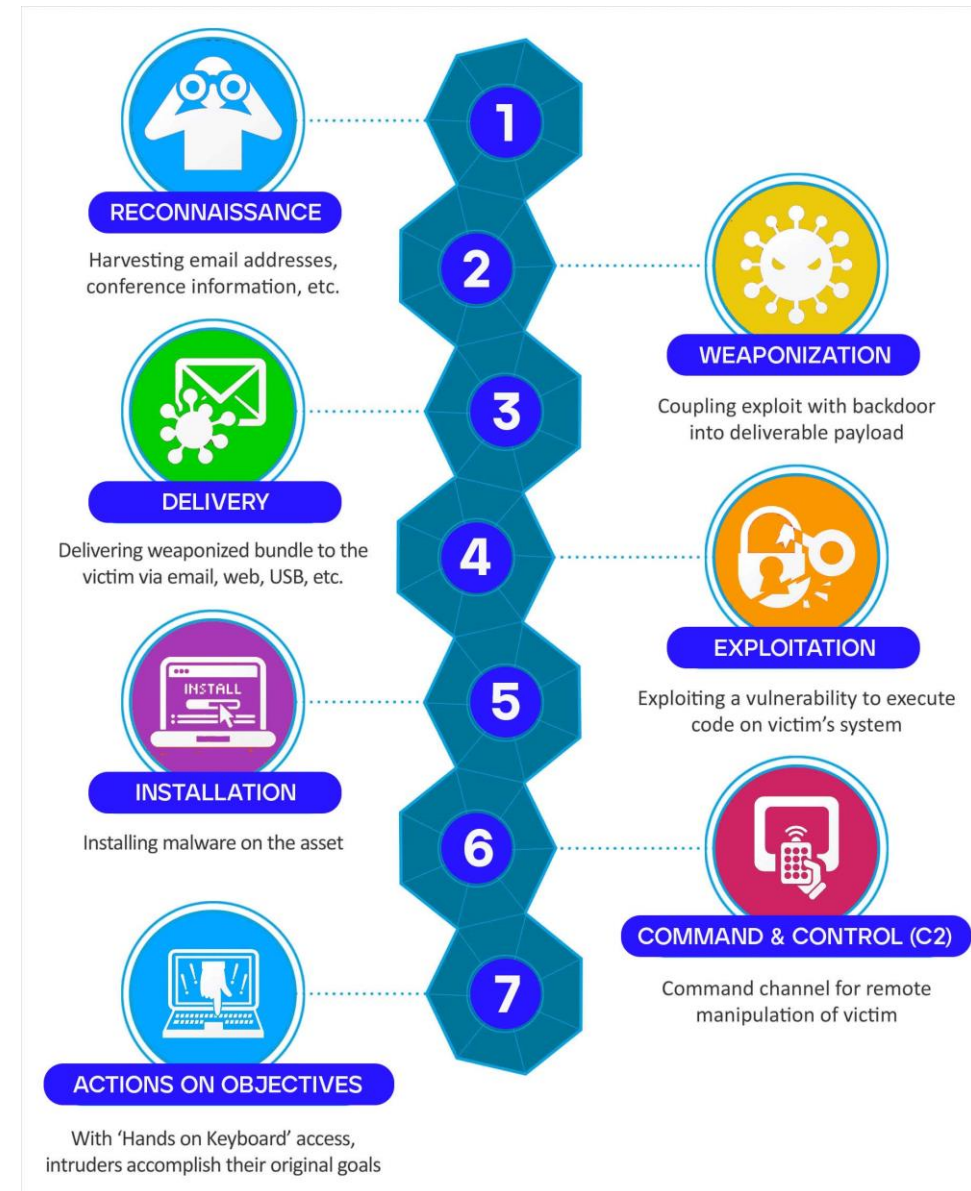 1
RECONNAISSANCE
Harvesting email addresses,
conference information, etc.
2
WEAPONIZATION
Coupling exploit with backdoor
into deliverable payload
3
DELIVERY
Delivering weaponized bundle to the
victim via email, web, USB, etc.
4
EXPLOITATION
Exploiting a vulnerability to execute
code on victim's system
5
INSTALL
INSTALLATION
Installing malware on the asset
6
COMMAND & CONTROL (C2)
Command channel for remote
manipulation of victim
7
ACTIONS ON OBJECTIVES
With ‘Hands on Keyboard’ access,
intruders accomplish their original goals